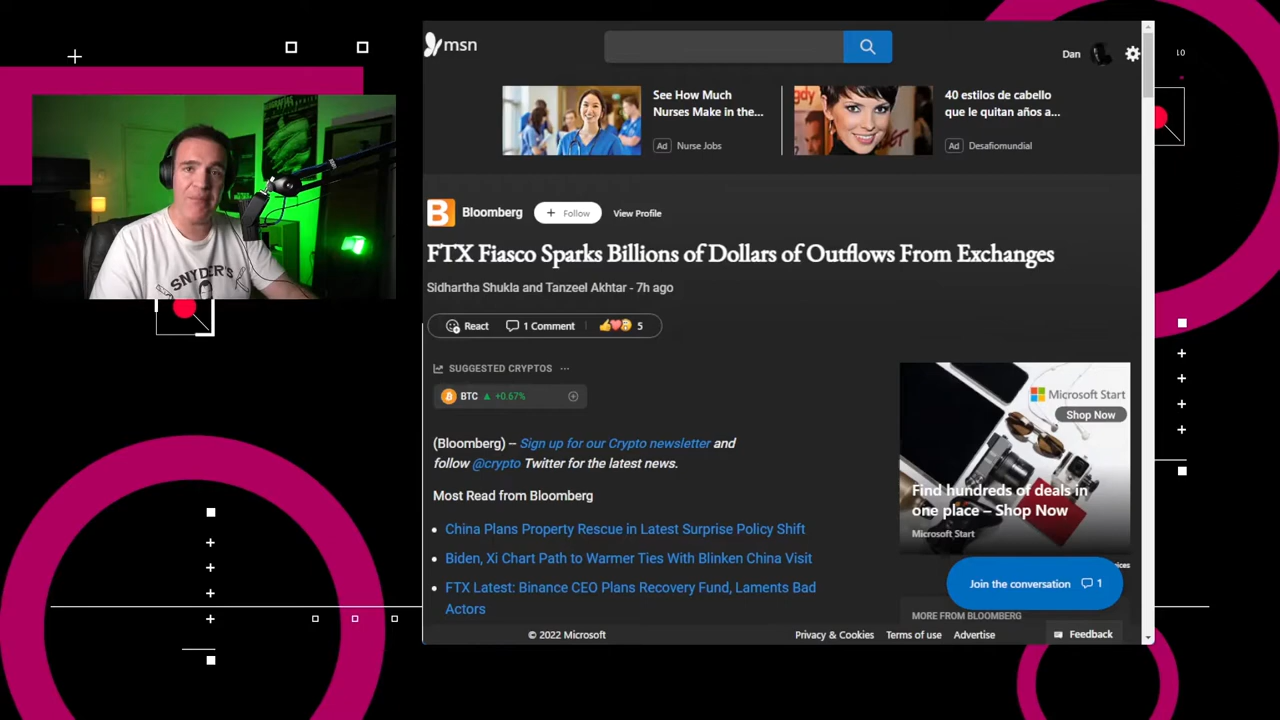 msn
Dan
10
See How Much
Nurses Make in the...
Ad Nurse Jobs
gdy
40 estilos de cabello
que le quitan años a...
Ad Desafiomundial
SNYDER'S
B Bloomberg + Follow View Profile
FTX Fiasco Sparks Billions of Dollars of Outflows From Exchanges
Sidhartha Shukla and Tanzeel Akhtar - 7h ago
React 1 Comment 5
SUGGESTED CRYPTOS ...
BTC ▲ +0.67%
(Bloomberg) -- Sign up for our Crypto newsletter and
follow @crypto Twitter for the latest news.
Most Read from Bloomberg
China Plans Property Rescue in Latest Surprise Policy Shift
Biden, Xi Chart Path to Warmer Ties With Blinken China Visit
FTX Latest: Binance CEO Plans Recovery Fund, Laments Bad
Actors
Microsoft Start
Shop Now
Find hundreds of deals in
one place – Shop Now
Microsoft Start
Join the conversation 1
MORE FROM BLOOMBERG
© 2022 Microsoft Privacy & Cookies Terms of use Advertise Feedback